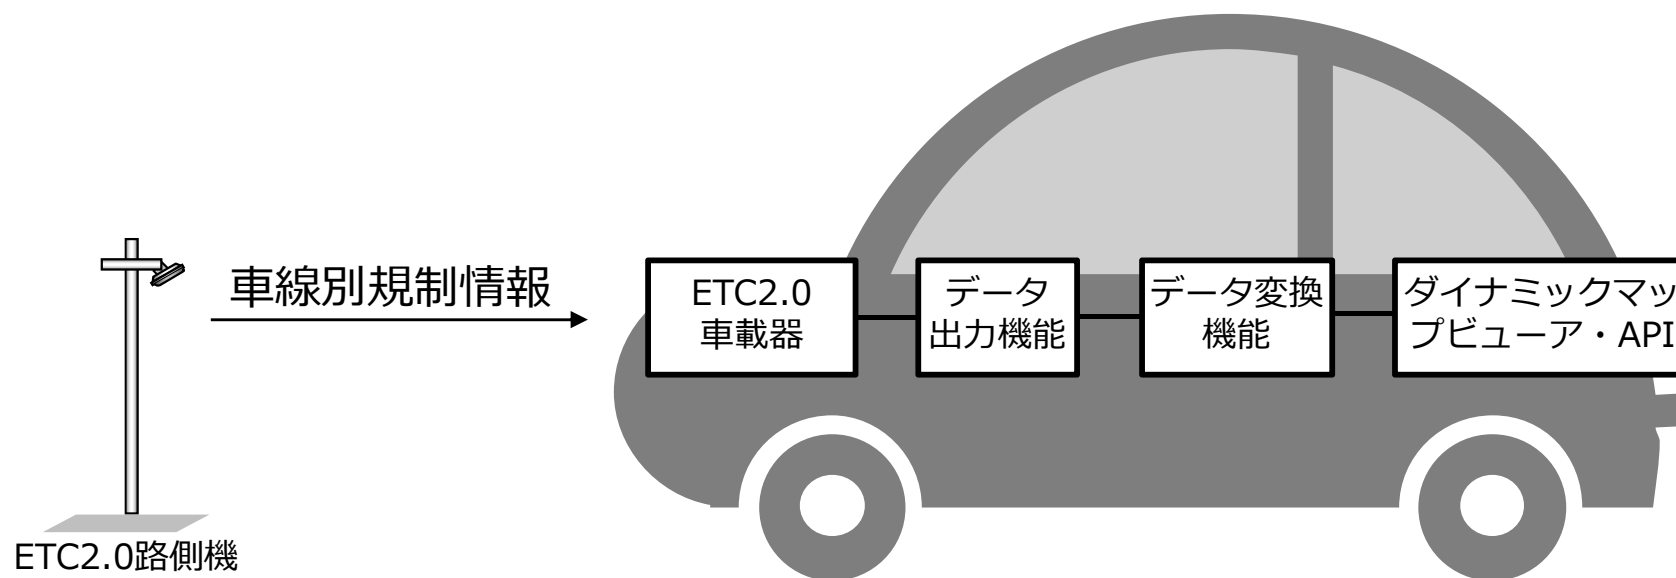 車線別規制情報
ETC2.0
車載器
データ
出力機能
データ変換
機能
ダイナミックマッ
プビューア・API
ETC2.0路側機